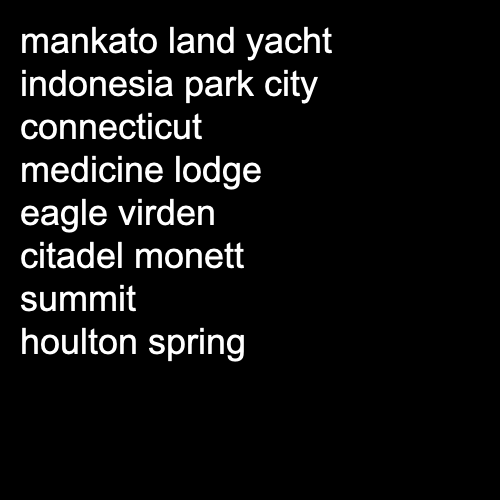 mankato land yacht
indonesia park city
connecticut
medicine lodge
eagle virden
citadel monett
summit
houlton spring